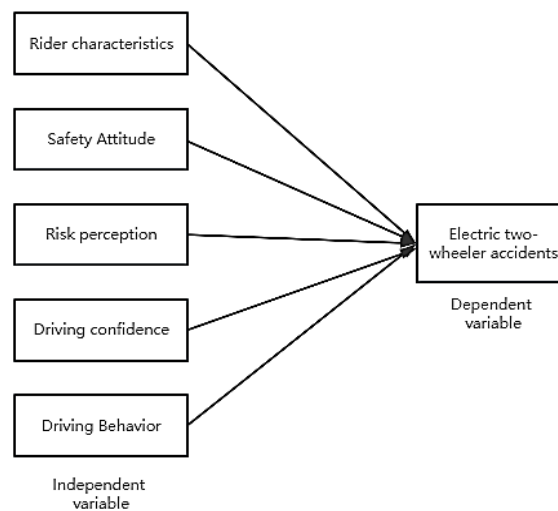 Rider characteristics
Safety Attitude
Risk perception
Driving confidence
Driving Behavior
Independent
variable
Electric two-
wheeler accidents
Dependent
variable